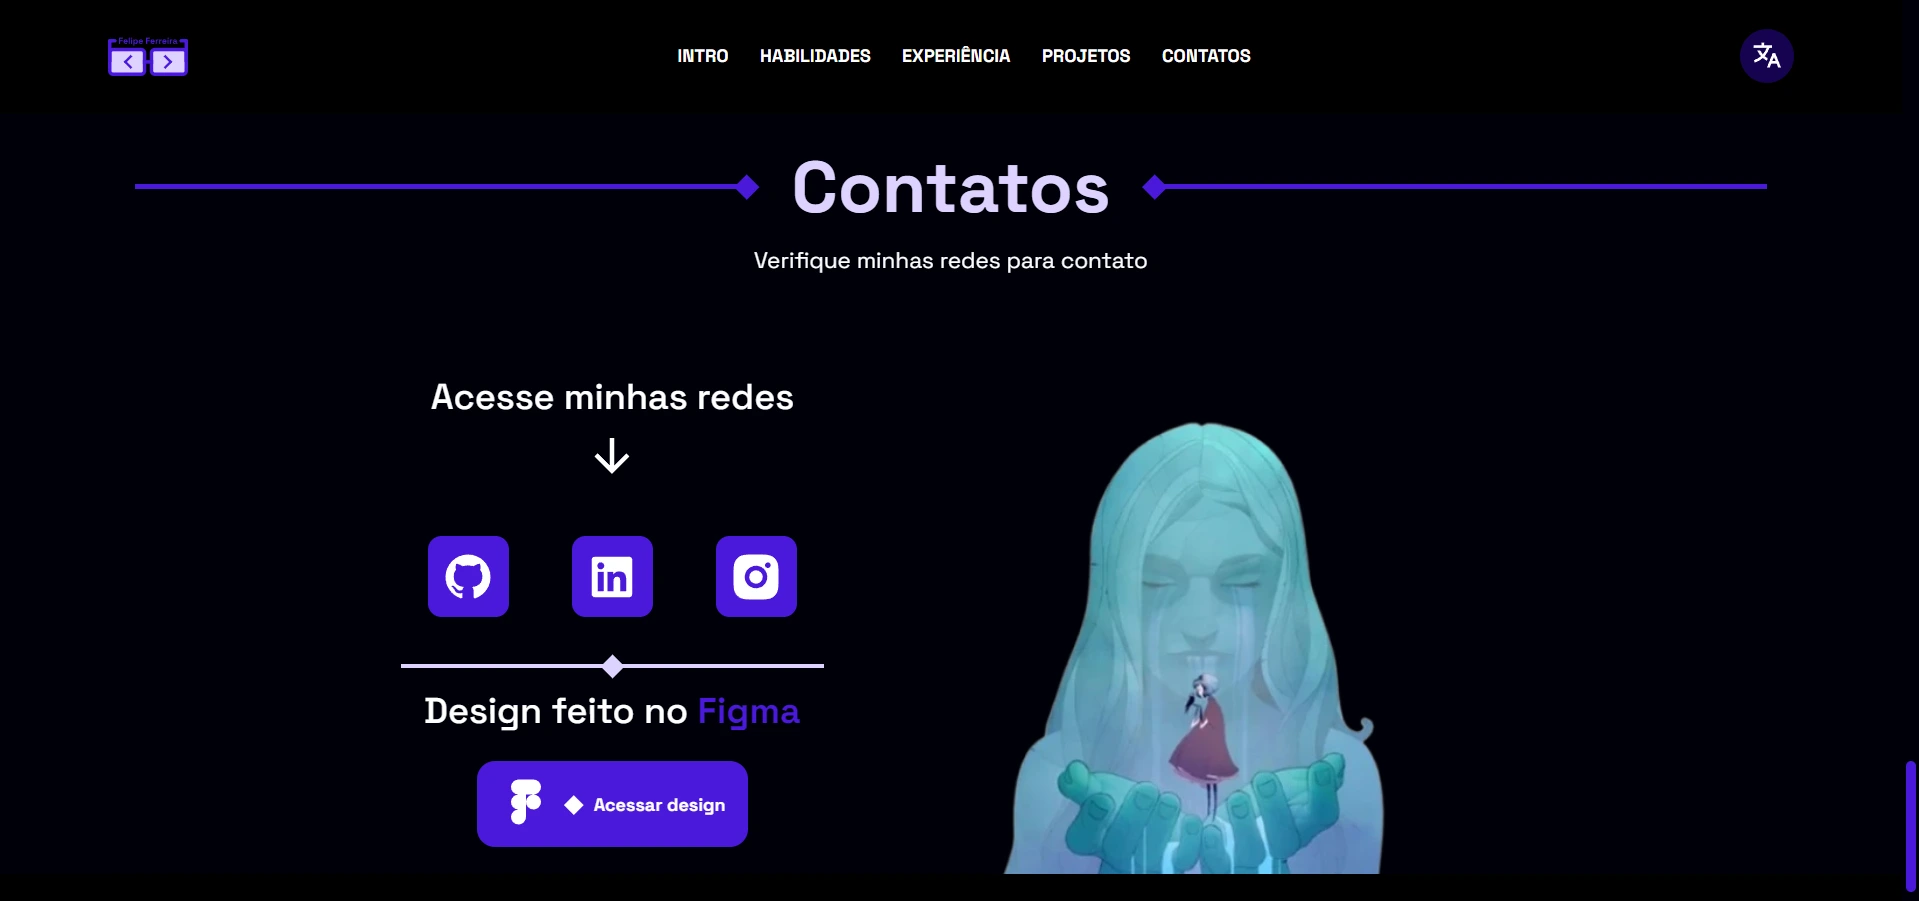 Felipe Ferreira
INTRO HABILIDADES EXPERIÊNCIA PROJETOS CONTATOS
Contatos
Verifique minhas redes para contato
Acesse minhas redes
Design feito no Figma
Acessar design